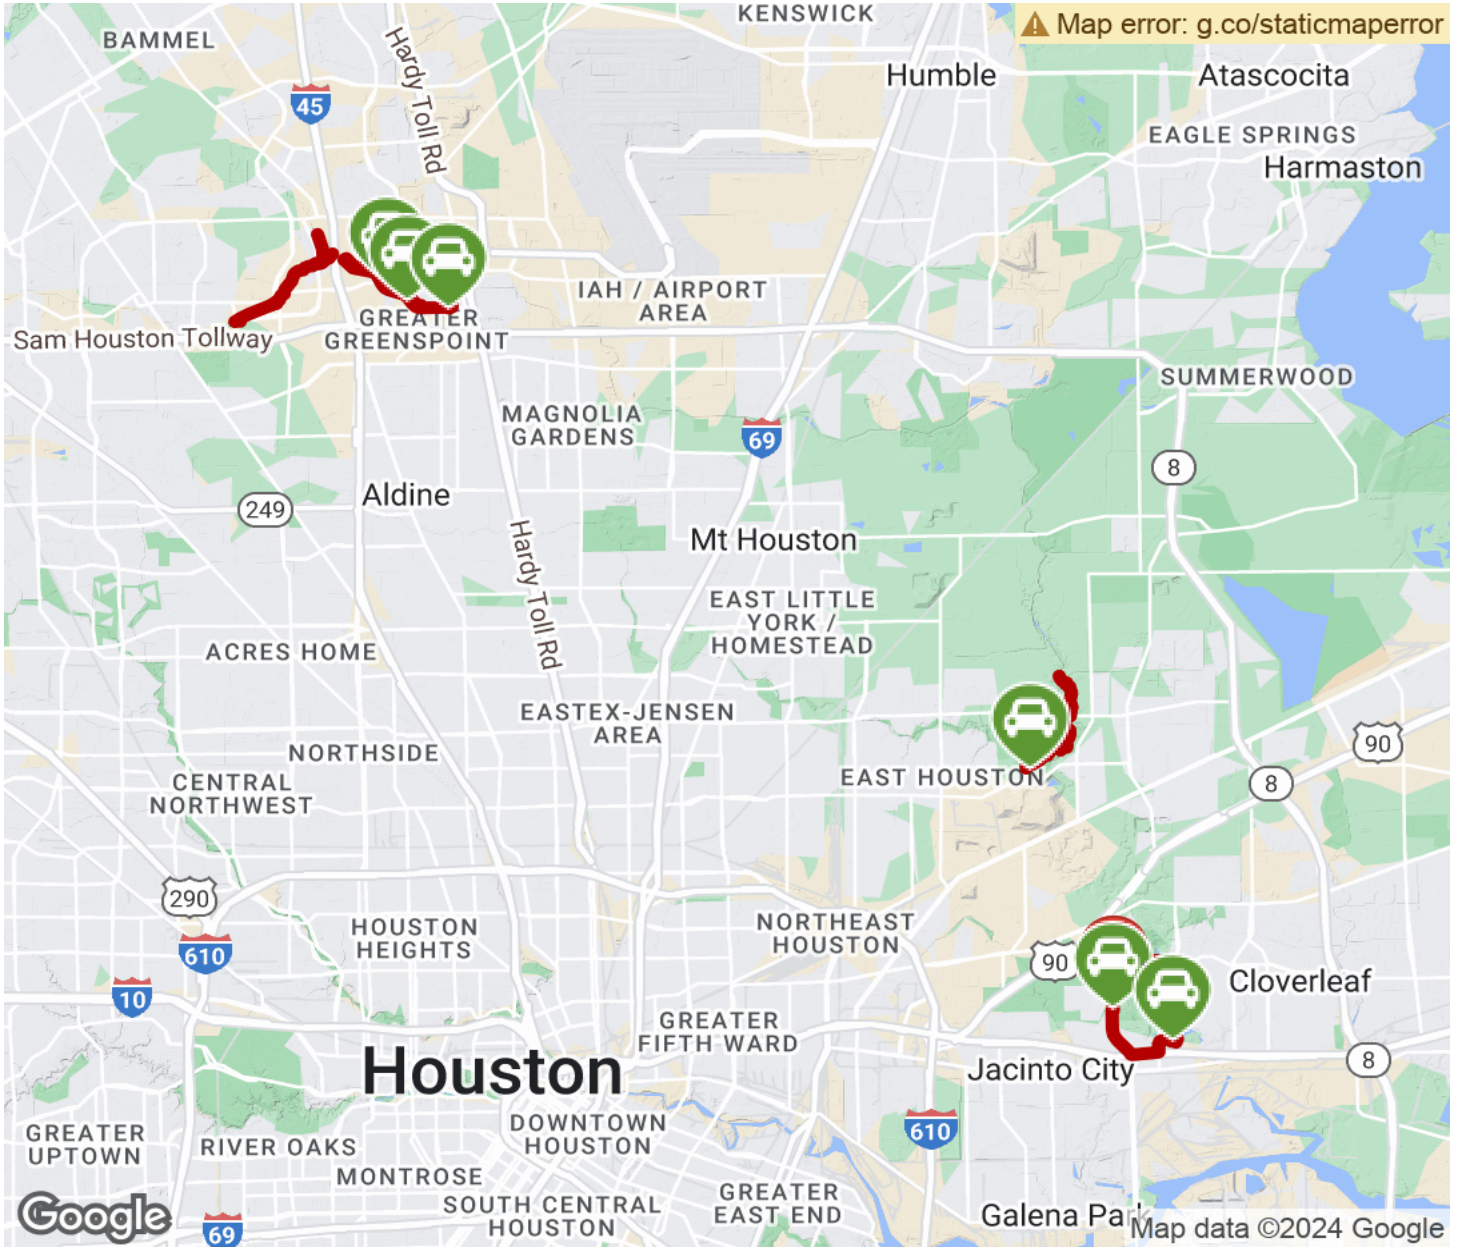 KENSWICK
Map error: g.co/staticmaperror
BAMMEL
Hardy Toll Rd
45
Humble
Atascocita
EAGLE SPRINGS
Harmaston
IAH / AIRPORT
AREA
GREATER
GREENSPOINT
Sam Houston Tollway
SUMMERWOOD
MAGNOLIA
GARDENS
69
8
Aldine
249
Mt Houston
Hardy Toll Rd
EAST LITTLE
YORK /
HOMESTEAD
ACRES HOME
EASTEX-JENSEN
AREA
90
NORTHSIDE
EAST HOUSTON
8
CENTRAL
NORTHWEST
290
HOUSTON
HEIGHTS
NORTHEAST
HOUSTON
610
90
Cloverleaf
10
GREATER
FIFTH WARD
Houston
Jacinto City
8
DOWNTOWN
HOUSTON
610
GREATER
UPTOWN
RIVER OAKS
MONTROSE
SOUTH CENTRAL
HOUSTON
GREATER
EAST END
Galena Park
Google
69
Map data ©2024 Google